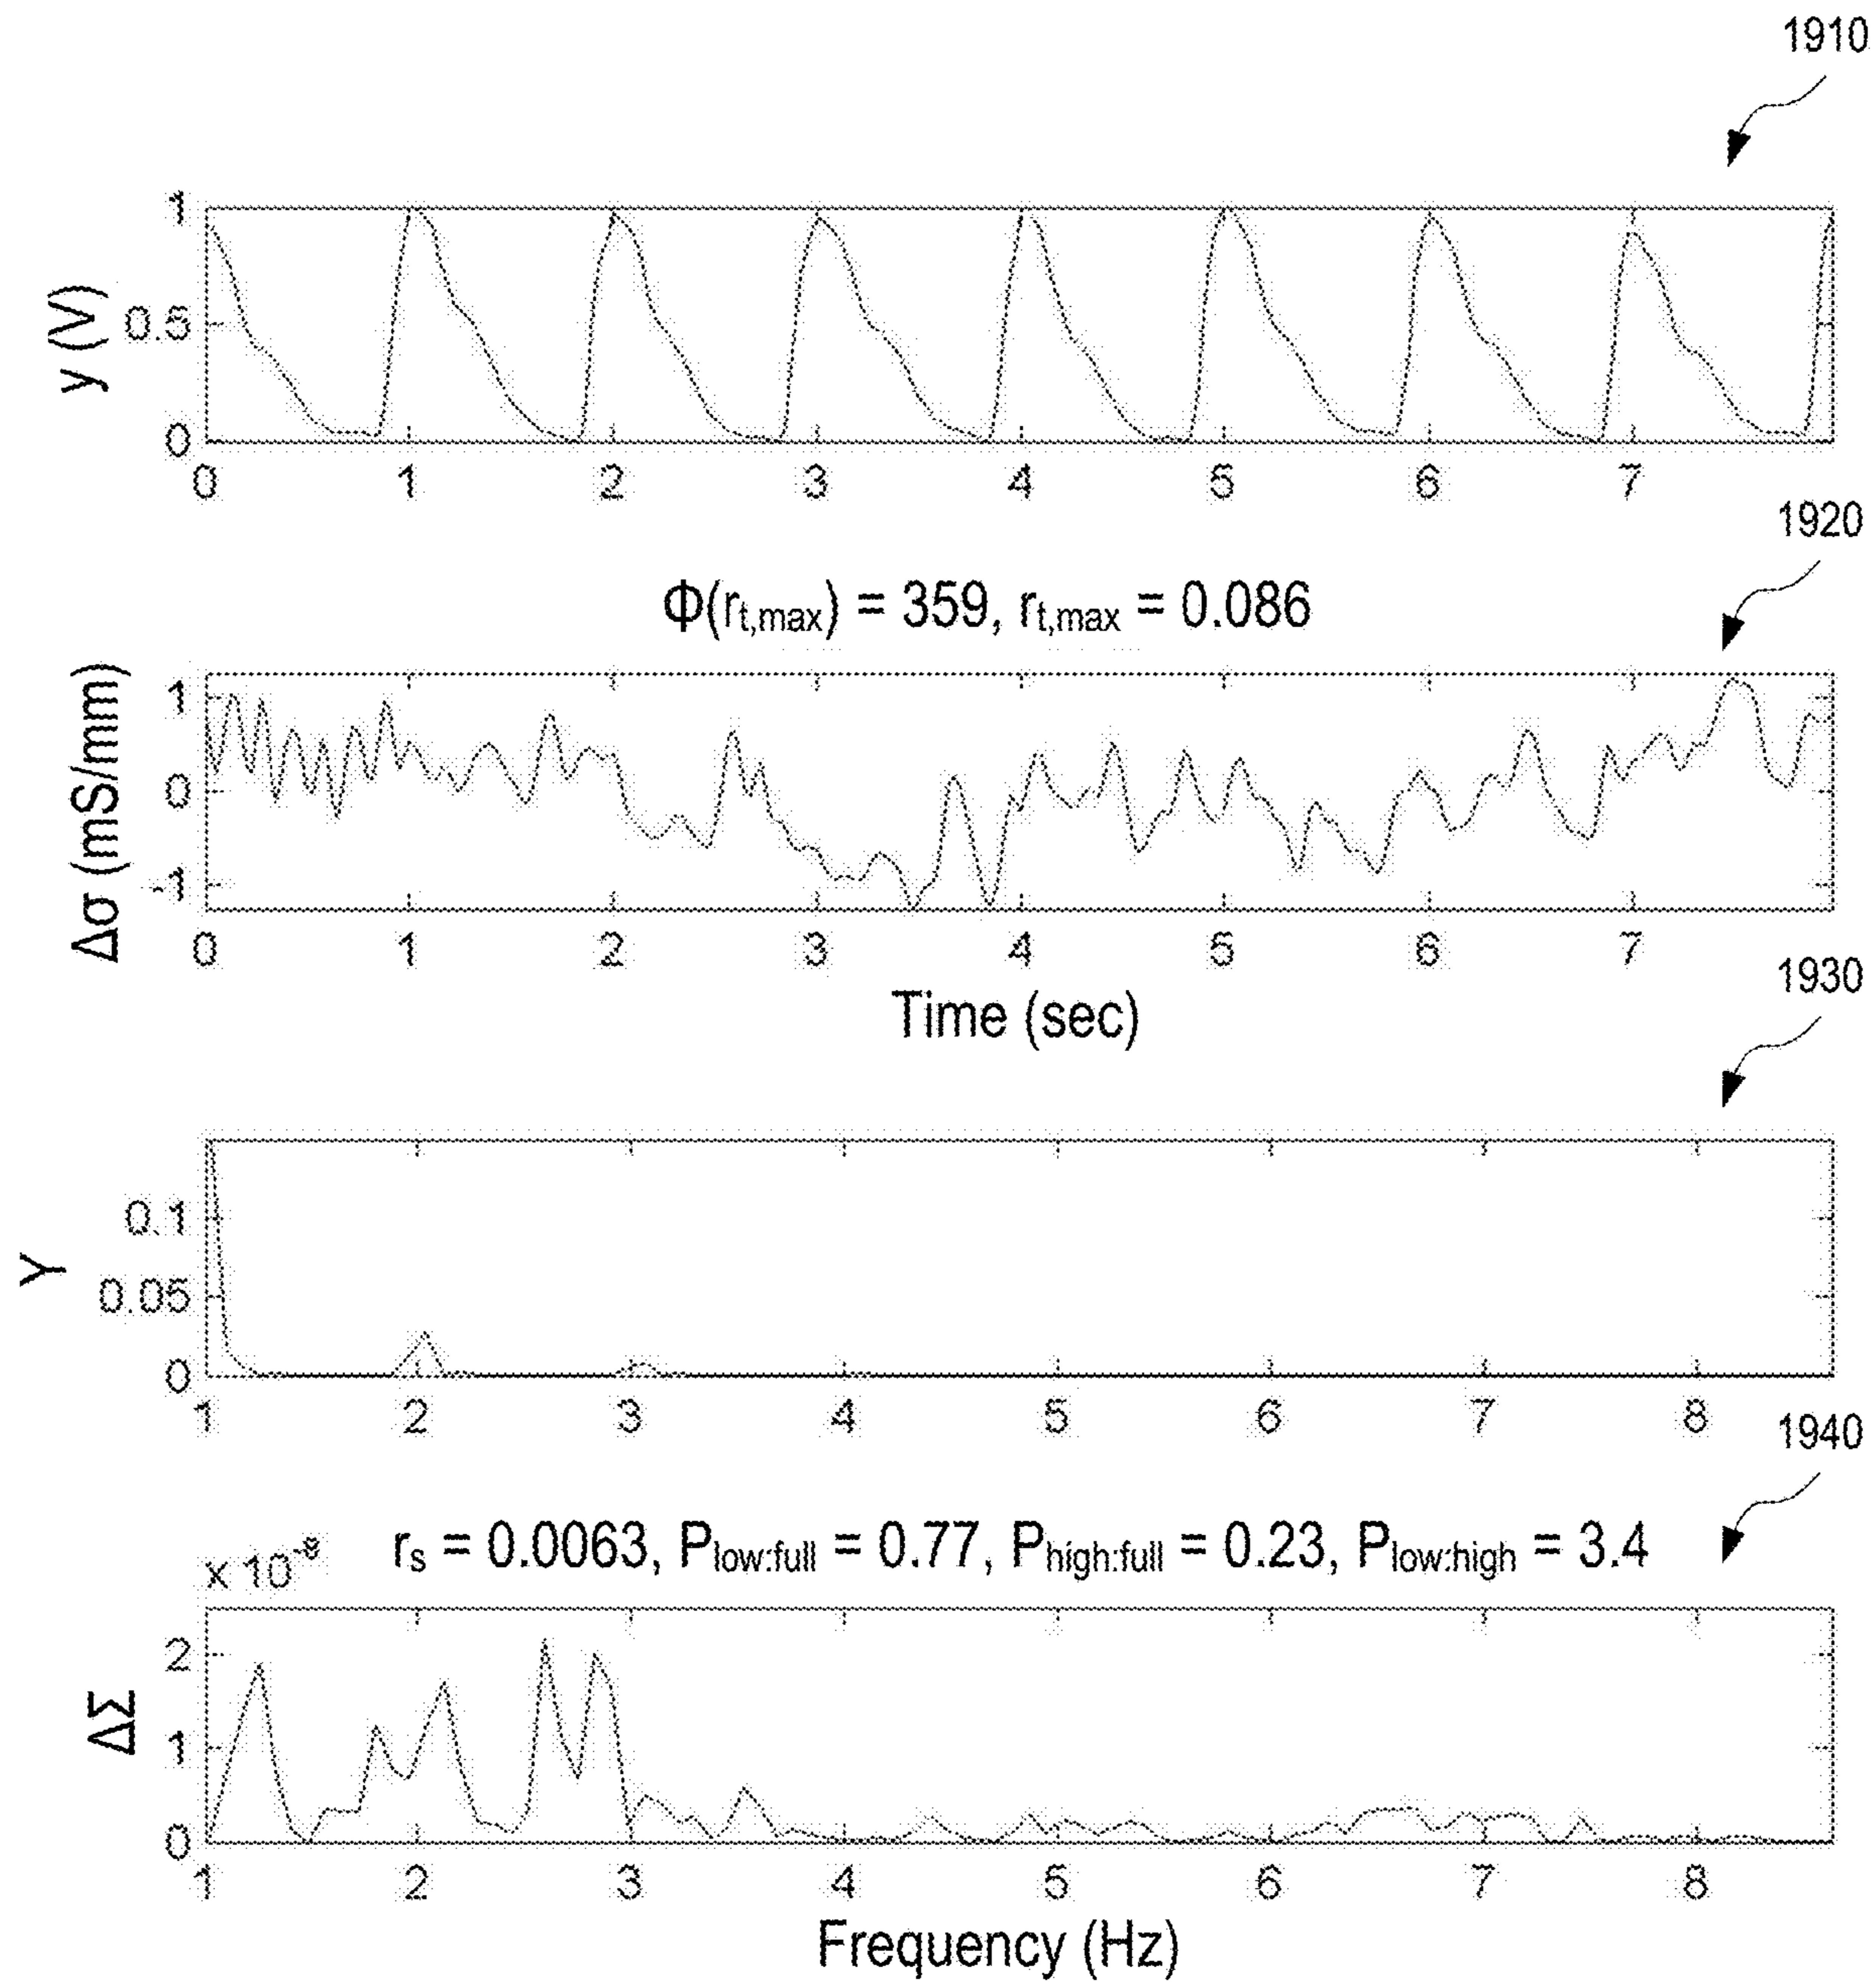 1910
1
0.5
0
y (V)
0 1 2 3 4 5 6 7
1920
Φ(rt,max) = 359, rt,max = 0.086
1
0
-1
Δσ (mS/mm)
0 1 2 3 4 5 6 7
Time (sec)
1930
0.1
0.05
0
Y
1 2 3 4 5 6 7 8
1940
rs = 0.0063, Plow:full = 0.77, Phigh:full = 0.23, Plow:high = 3.4
2
1
0
ΔΣ
1 2 3 4 5 6 7 8
Frequency (Hz)